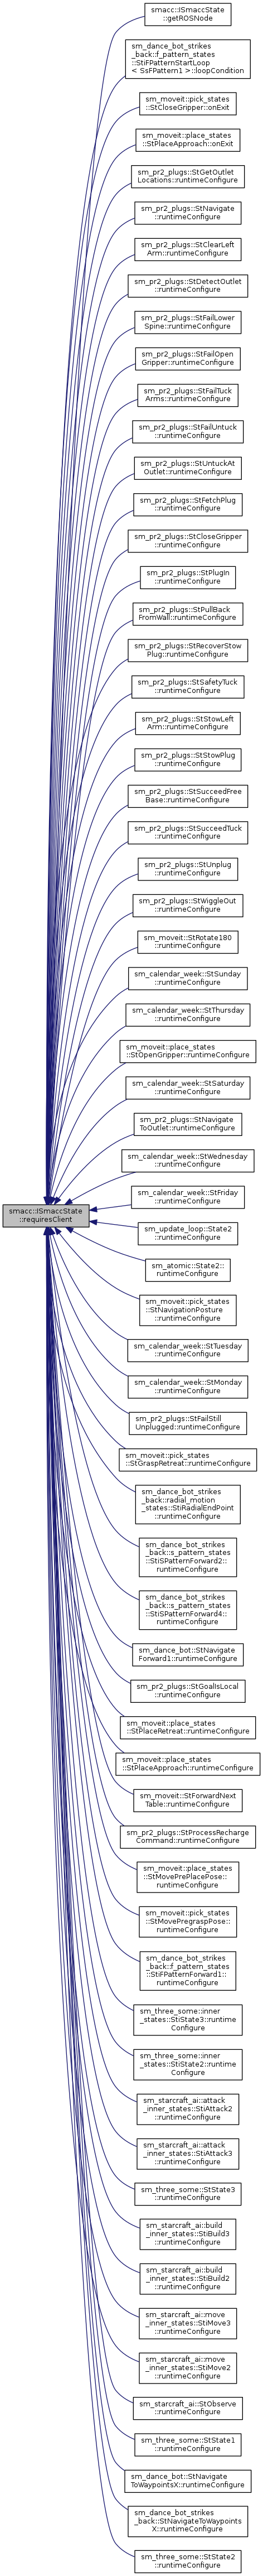 smacc::ISmaccState
::getROSNode
sm_dance_bot_strikes
_back::f_pattern_states
::StiFPatternStartLoop
< SsFPattern1 >::loopCondition
sm_moveit::pick_states
::StCloseGripper::onExit
sm_moveit::place_states
::StPlaceApproach::onExit
sm_pr2_plugs::StGetOutlet
Locations::runtimeConfigure
sm_pr2_plugs::StNavigate
::runtimeConfigure
sm_pr2_plugs::StClearLeft
Arm::runtimeConfigure
sm_pr2_plugs::StDetectOutlet
::runtimeConfigure
sm_pr2_plugs::StFailLower
Spine::runtimeConfigure
sm_pr2_plugs::StFailOpen
Gripper::runtimeConfigure
sm_pr2_plugs::StFailTuck
Arms::runtimeConfigure
sm_pr2_plugs::StFailUntuck
::runtimeConfigure
sm_pr2_plugs::StUntuckAt
Outlet::runtimeConfigure
sm_pr2_plugs::StFetchPlug
::runtimeConfigure
sm_pr2_plugs::StCloseGripper
::runtimeConfigure
sm_pr2_plugs::StPlugIn
::runtimeConfigure
sm_pr2_plugs::StPullBack
FromWall::runtimeConfigure
sm_pr2_plugs::StRecoverStow
Plug::runtimeConfigure
sm_pr2_plugs::StSafetyTuck
::runtimeConfigure
sm_pr2_plugs::StStowLeft
Arm::runtimeConfigure
sm_pr2_plugs::StStowPlug
::runtimeConfigure
sm_pr2_plugs::StSucceedFree
Base::runtimeConfigure
sm_pr2_plugs::StSucceedTuck
::runtimeConfigure
sm_pr2_plugs::StUnplug
::runtimeConfigure
sm_pr2_plugs::StWiggleOut
::runtimeConfigure
sm_moveit::StRotate180
::runtimeConfigure
sm_calendar_week::StSunday
::runtimeConfigure
sm_calendar_week::StThursday
::runtimeConfigure
sm_moveit::place_states
::StOpenGripper::runtimeConfigure
sm_calendar_week::StSaturday
::runtimeConfigure
sm_pr2_plugs::StNavigate
ToOutlet::runtimeConfigure
sm_calendar_week::StWednesday
::runtimeConfigure
smacc::ISmaccState
::requiresClient
sm_calendar_week::StFriday
::runtimeConfigure
sm_update_loop::State2
::runtimeConfigure
sm_atomic::State2::
runtimeConfigure
sm_moveit::pick_states
::StNavigationPosture
::runtimeConfigure
sm_calendar_week::StTuesday
::runtimeConfigure
sm_calendar_week::StMonday
::runtimeConfigure
sm_pr2_plugs::StFailStill
Unplugged::runtimeConfigure
sm_moveit::pick_states
::StGraspRetreat::runtimeConfigure
sm_dance_bot_strikes
_back::radial_motion
_states::StiRadialEndPoint
::runtimeConfigure
sm_dance_bot_strikes
_back::s_pattern_states
::StiSPatternForward2::
runtimeConfigure
sm_dance_bot_strikes
_back::s_pattern_states
::StiSPatternForward4::
runtimeConfigure
sm_dance_bot::StNavigate
Forward1::runtimeConfigure
sm_pr2_plugs::StGoalIsLocal
::runtimeConfigure
sm_moveit::place_states
::StPlaceRetreat::runtimeConfigure
sm_moveit::place_states
::StPlaceApproach::runtimeConfigure
sm_moveit::StForwardNext
Table::runtimeConfigure
sm_pr2_plugs::StProcessRecharge
Command::runtimeConfigure
sm_moveit::place_states
::StMovePrePlacePose::
runtimeConfigure
sm_moveit::pick_states
::StMovePregraspPose::
runtimeConfigure
sm_dance_bot_strikes
_back::f_pattern_states
::StiFPatternForward1::
runtimeConfigure
sm_three_some::inner
_states::StiState3::runtime
Configure
sm_three_some::inner
_states::StiState2::runtime
Configure
sm_starcraft_ai::attack
_inner_states::StiAttack2
::runtimeConfigure
sm_starcraft_ai::attack
_inner_states::StiAttack3
::runtimeConfigure
sm_three_some::StState3
::runtimeConfigure
sm_starcraft_ai::build
_inner_states::StiBuild3
::runtimeConfigure
sm_starcraft_ai::build
_inner_states::StiBuild2
::runtimeConfigure
sm_starcraft_ai::move
_inner_states::StiMove3
::runtimeConfigure
sm_starcraft_ai::move
_inner_states::StiMove2
::runtimeConfigure
sm_starcraft_ai::StObserve
::runtimeConfigure
sm_three_some::StState1
::runtimeConfigure
sm_dance_bot::StNavigate
ToWaypointsX::runtimeConfigure
sm_dance_bot_strikes
_back::StNavigateToWaypoints
X::runtimeConfigure
sm_three_some::StState2
::runtimeConfigure